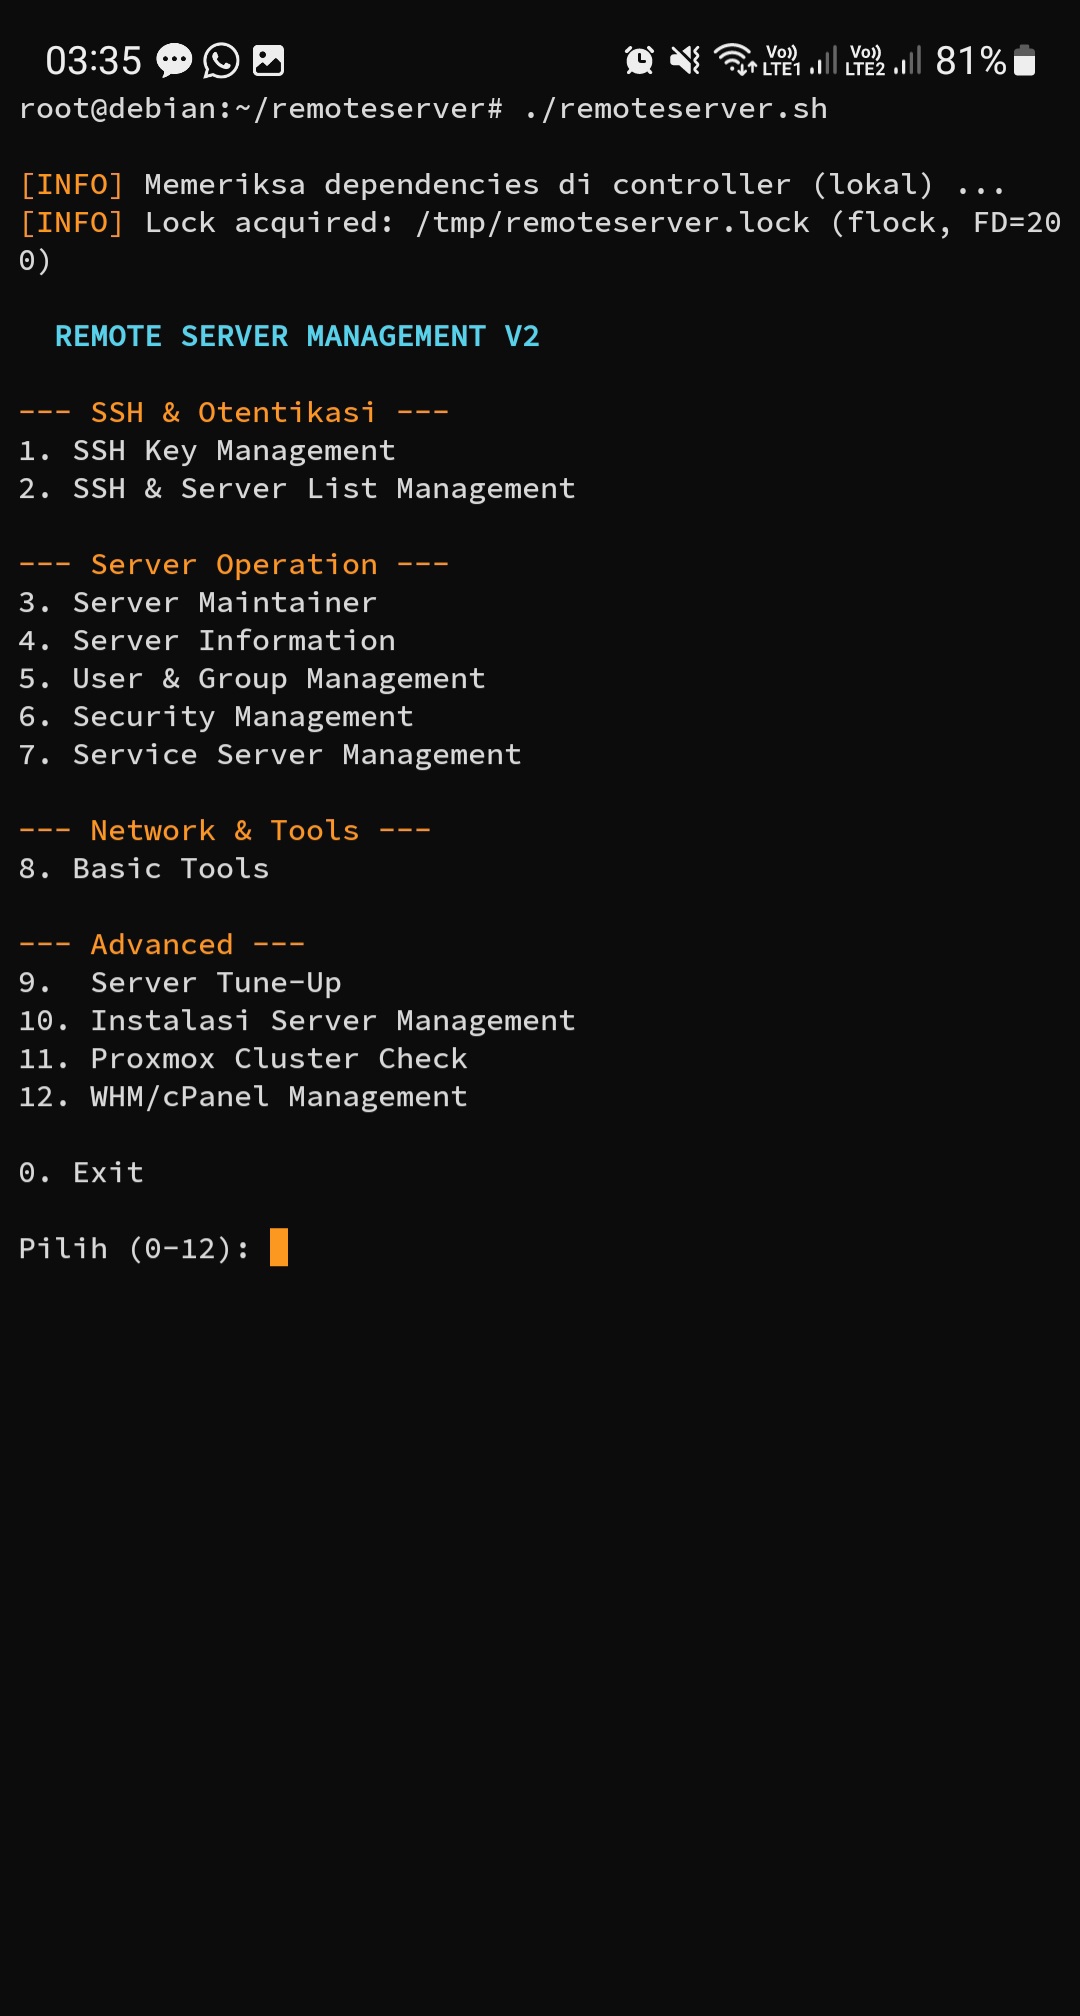 03:35 Vo)) LTE1 Vo)) LTE2 81%
root@debian:~/remoteserver# ./remoteserver.sh
[INFO] Memeriksa dependencies di controller (lokal) ...
[INFO] Lock acquired: /tmp/remoteserver.lock (flock, FD=20
0)
REMOTE SERVER MANAGEMENT V2
--- SSH & Otentikasi ---
1. SSH Key Management
2. SSH & Server List Management
--- Server Operation ---
3. Server Maintainer
4. Server Information
5. User & Group Management
6. Security Management
7. Service Server Management
--- Network & Tools ---
8. Basic Tools
--- Advanced ---
9.  Server Tune-Up
10. Instalasi Server Management
11. Proxmox Cluster Check
12. WHM/cPanel Management
0. Exit
Pilih (0-12):